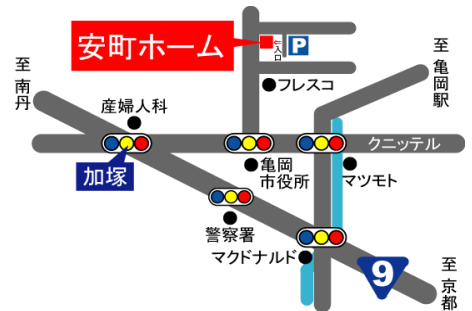 安町ホーム
入口
P
至亀岡駅
至南丹
フレスコ
産婦人科
クニッテル
加塚
亀岡
市役所
マツモト
警察署
マクドナルド
9
至京都